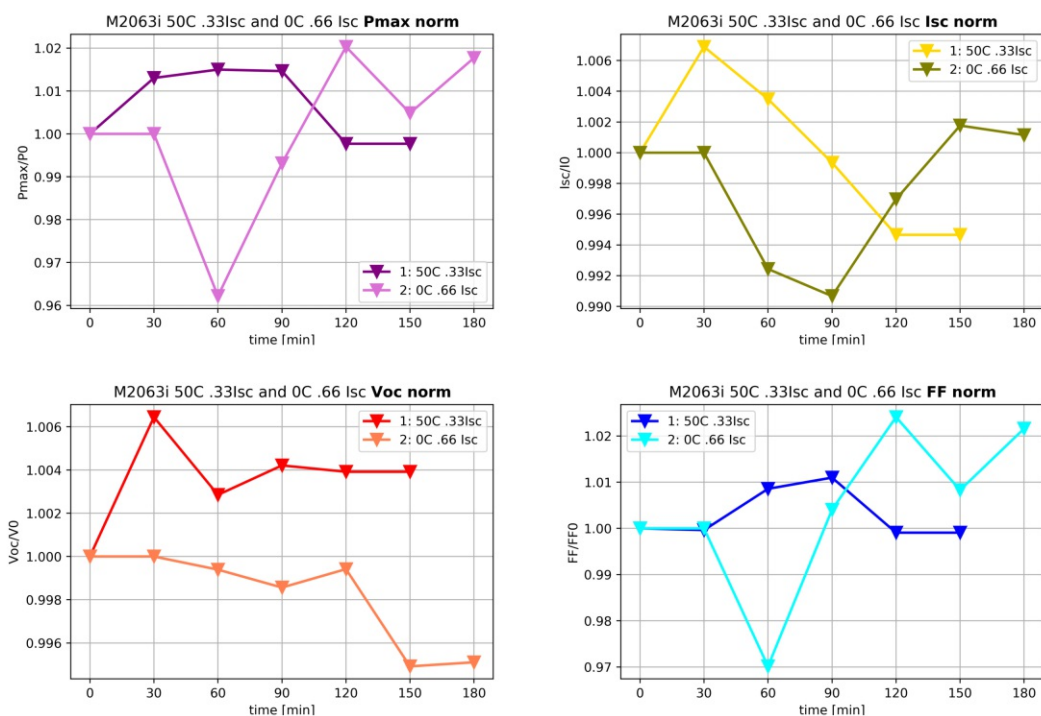 M2063i 50C .33Isc and 0C .66 Isc Pmax norm
Pmax/P0
1.02
1.01
1.00
0.99
0.98
0.97
0.96
1: 50C .33Isc
2: 0C .66 Isc
0 30 60 90 120 150 180
time [min]
M2063i 50C .33Isc and 0C .66 Isc Isc norm
Isc/I0
1.006
1.004
1.002
1.000
0.998
0.996
0.994
0.992
0.990
1: 50C .33Isc
2: 0C .66 Isc
0 30 60 90 120 150 180
time [min]
M2063i 50C .33Isc and 0C .66 Isc Voc norm
Voc/V0
1.006
1.004
1.002
1.000
0.998
0.996
1: 50C .33Isc
2: 0C .66 Isc
0 30 60 90 120 150 180
time [min]
M2063i 50C .33Isc and 0C .66 Isc FF norm
FF/FF0
1.02
1.01
1.00
0.99
0.98
0.97
1: 50C .33Isc
2: 0C .66 Isc
0 30 60 90 120 150 180
time [min]